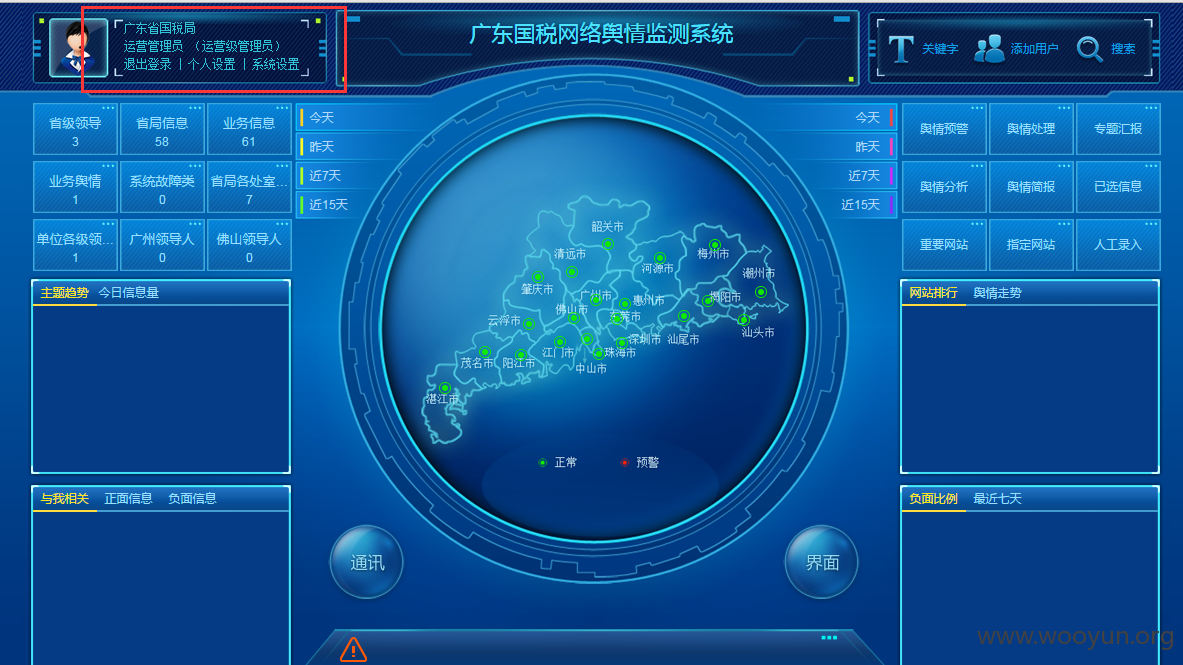 广东省国税局
运营管理员 （运营级管理员）
退出登录 | 个人设置 | 系统设置
广东国税网络舆情监测系统
关键字
添加用户
搜索
省级领导
3
省局信息
58
业务信息
61
业务舆情
1
系统故障类
0
省局各处室...
7
单位各级领...
1
广州领导人
0
佛山领导人
0
今天
昨天
近7天
近15天
今天
昨天
近7天
近15天
舆情预警
舆情处理
专题汇报
舆情分析
舆情简报
已选信息
重要网站
指定网站
人工录入
韶关市
清远市
河源市
梅州市
潮州市
肇庆市
广州市
惠州市
揭阳市
佛山市
东莞市
云浮市
深圳市
汕尾市
汕头市
江门市
珠海市
茂名市
阳江市
中山市
湛江市
正常
预警
主题趋势 今日信息量
网站排行 舆情走势
与我相关 正面信息 负面信息
负面比例 最近七天
通讯
界面
www.wooyun.org